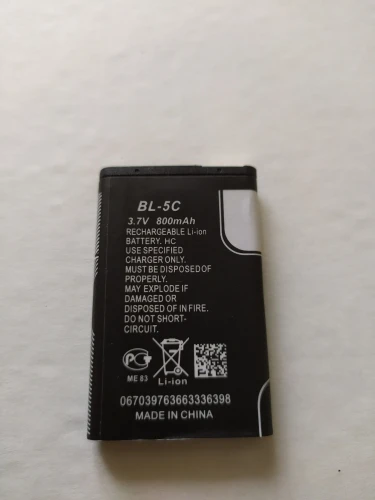 BL-5C
3.7V 800mAh
RECHARGEABLE Li-ion
BATTERY. HC
USE SPECIFIED
CHARGER ONLY.
MUST BE DISPOSED OF
PROPERLY.
MAY EXPLODE IF
DAMAGED OR
DISPOSED OF IN FIRE.
DO NOT SHORT-
CIRCUIT.
ME 83 Li-ion
067039763663336398
MADE IN CHINA